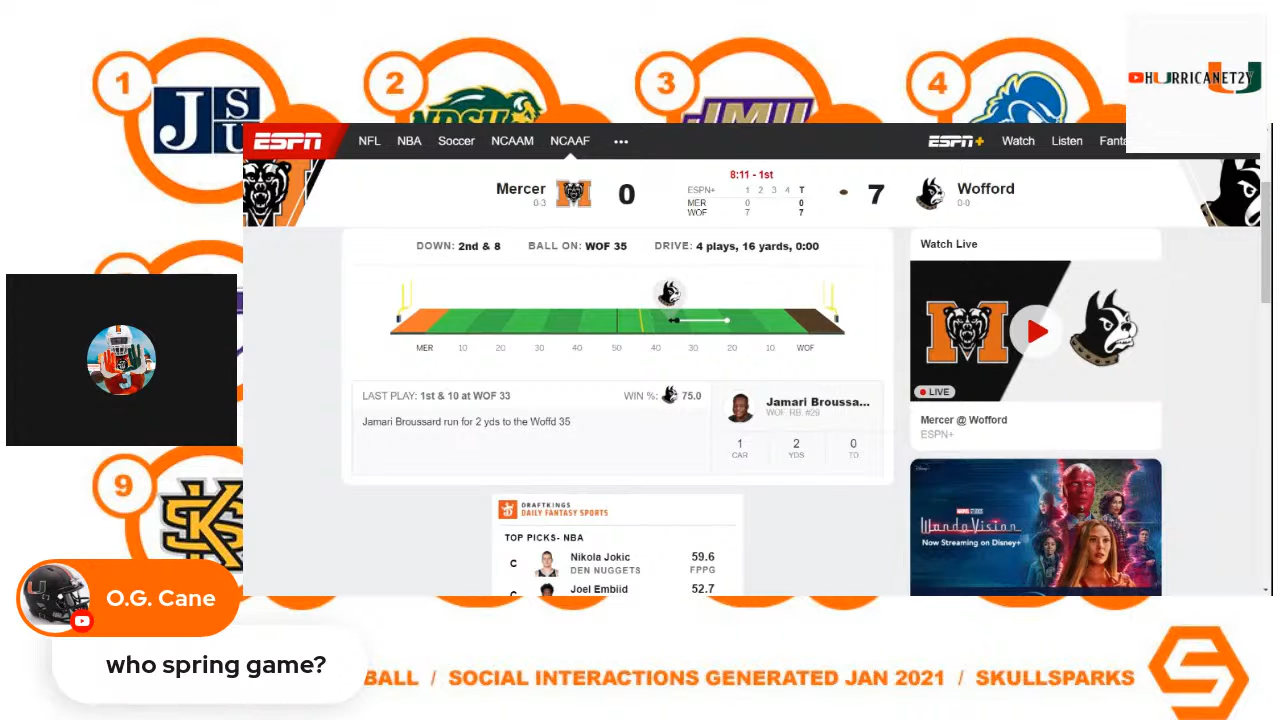 1
2
3
4
J S U
NDSU
JMU
HURRICANET2Y
ESPN
NFL NBA Soccer NCAAM NCAAF •••
ESPN+ Watch Listen Fanta
Mercer
0-3
0
8:11 - 1st
ESPN+ 1 2 3 4 T
MER 0 0
WOF 7 7
7
Wofford
0-0
DOWN: 2nd & 8 BALL ON: WOF 35 DRIVE: 4 plays, 16 yards, 0:00
MER 10 20 30 40 50 40 30 20 10 WOF
LAST PLAY: 1st & 10 at WOF 33 WIN %: 75.0
Jamari Broussard run for 2 yds to the Woffd 35
Jamari Broussa...
WOF RB #29
1 2 0
CAR YDS TD
Watch Live
LIVE
Mercer @ Wofford
ESPN+
Disney+
MARVEL STUDIOS
WandaVision
Now Streaming on Disney+
DRAFTKINGS
DAILY FANTASY SPORTS
TOP PICKS- NBA
C Nikola Jokic 59.6
DEN NUGGETS FPPG
Joel Embiid 52.7
9
KS
O.G. Cane
who spring game?
BALL / SOCIAL INTERACTIONS GENERATED JAN 2021 / SKULLSPARKS